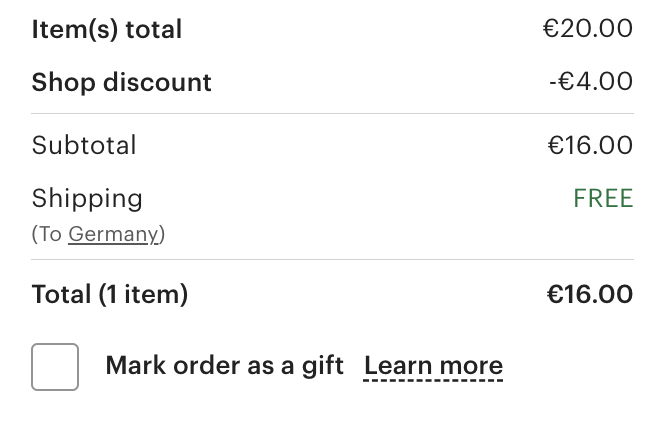 Item(s) total €20.00
Shop discount -€4.00
Subtotal €16.00
Shipping FREE
(To Germany)
Total (1 item) €16.00
Mark order as a gift Learn more